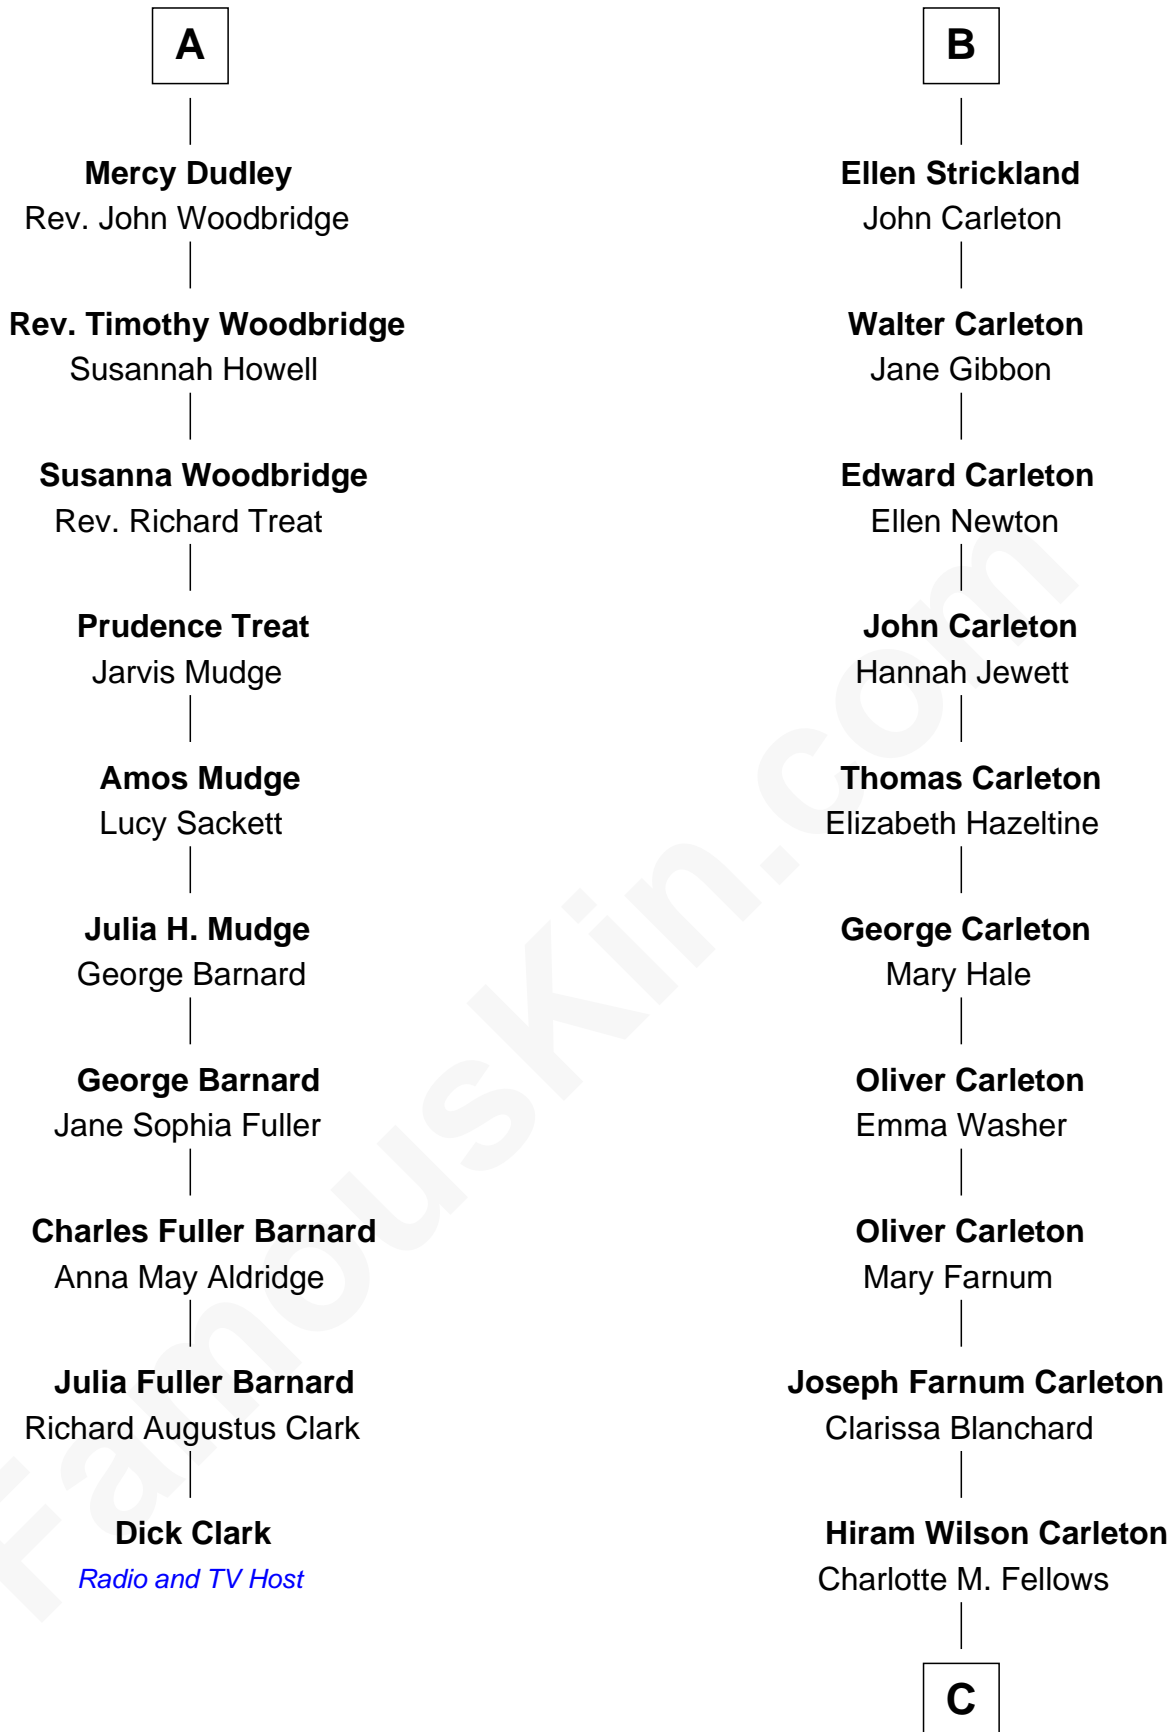 A
Mercy Dudley
Rev. John Woodbridge
Rev. Timothy Woodbridge
Susannah Howell
Susanna Woodbridge
Rev. Richard Treat
Prudence Treat
Jarvis Mudge
Amos Mudge
Lucy Sackett
Julia H. Mudge
George Barnard
George Barnard
Jane Sophia Fuller
Charles Fuller Barnard
Anna May Aldridge
Julia Fuller Barnard
Richard Augustus Clark
Dick Clark
Radio and TV Host
B
Ellen Strickland
John Carleton
Walter Carleton
Jane Gibbon
Edward Carleton
Ellen Newton
John Carleton
Hannah Jewett
Thomas Carleton
Elizabeth Hazeltine
George Carleton
Mary Hale
Oliver Carleton
Emma Washer
Oliver Carleton
Mary Farnum
Joseph Farnum Carleton
Clarissa Blanchard
Hiram Wilson Carleton
Charlotte M. Fellows
C
FamousKin.com